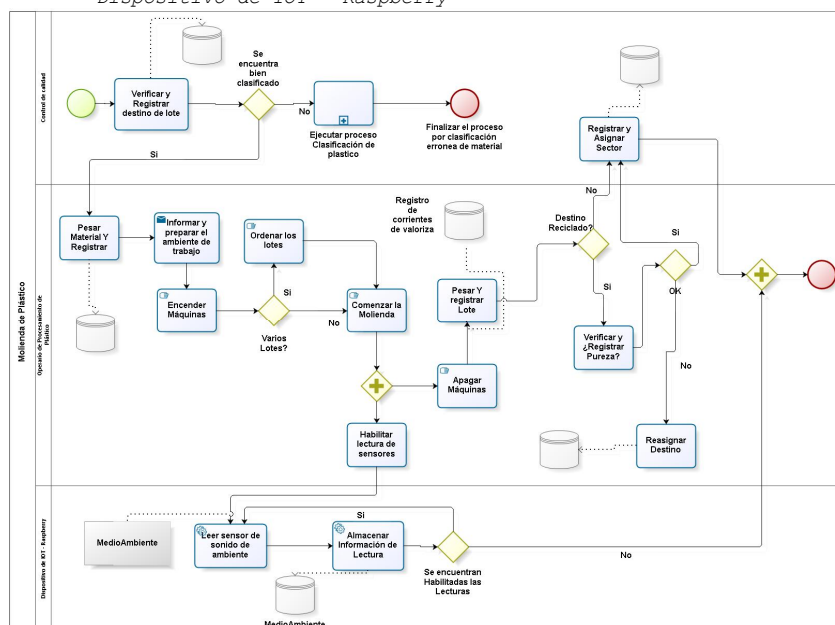 Dispositivo de IoT - Raspberry
Molienda de Plástico
Control de calidad
Verificar y
Registrar
destino de lote
Se
encuentra
bien
clasificado
No
Si
Ejecutar proceso
Clasificación de
plastico
Finalizar el proceso
por clasificación
erronea de material
Registrar y
Asignar
Sector
Operario de Procesamiento de
Plástico
Pesar
Material Y
Registrar
Informar y
preparar el
ambiente de
trabajo
Encender
Máquinas
Ordenar los
lotes
Si
Varios
Lotes?
No
Comenzar la
Molienda
Habilitar
lectura de
sensores
Apagar
Máquinas
Pesar Y
registrar
Lote
Registro
de
corrientes
de valoriza
Destino
Reciclado?
No
Si
Verificar y
¿Registrar
Pureza?
Si
OK
No
Reasignar
Destino
Dispositivo de IOT - Raspberry
MedioAmbiente
Leer sensor de
sonido de
ambiente
Almacenar
Información de
Lectura
MedioAmbiente
Si
Se encuentran
Habilitadas las
Lecturas
No